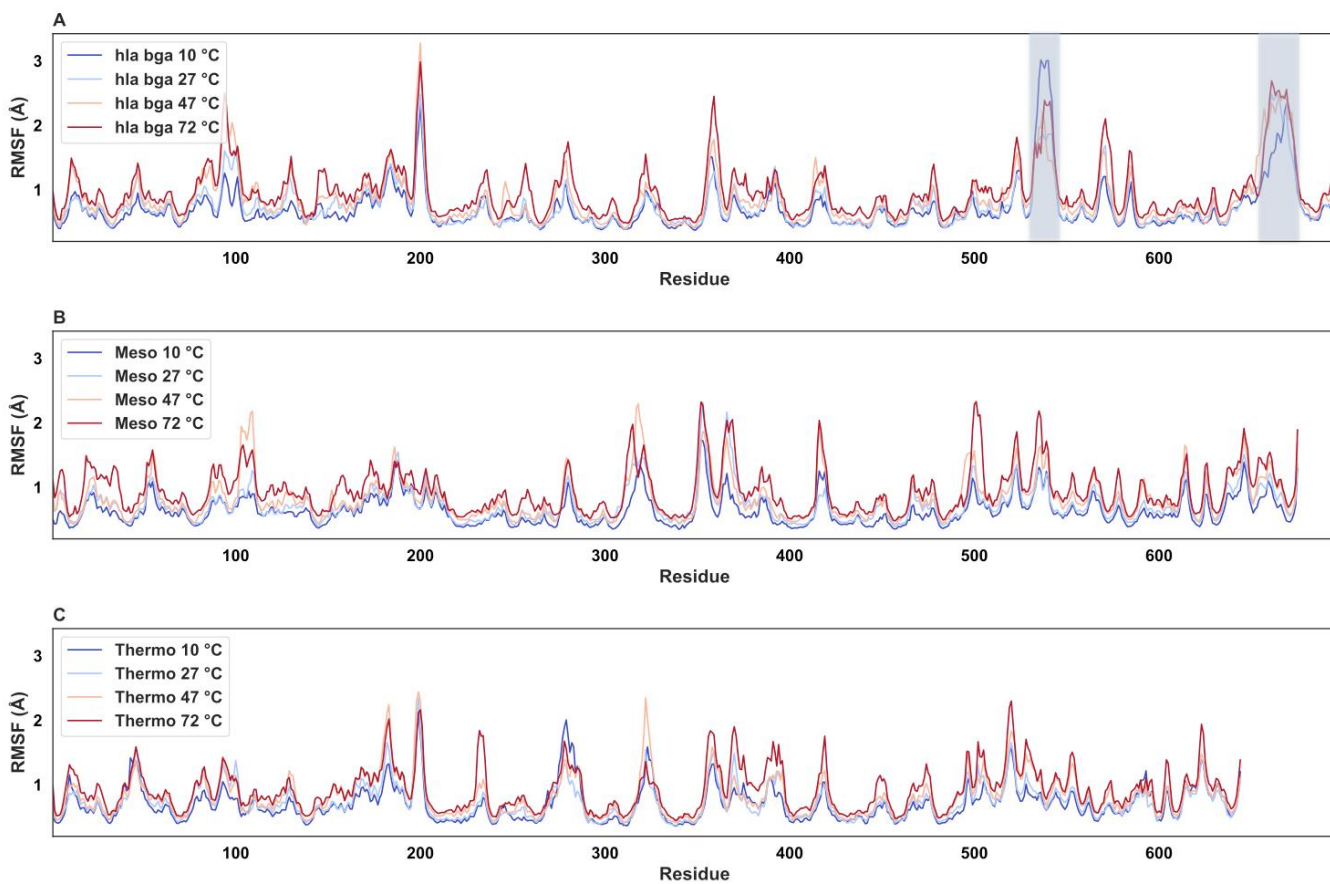 A
hla bga 10 °C
hla bga 27 °C
hla bga 47 °C
hla bga 72 °C
RMSF (Å)
3
2
1
100 200 300 400 500 600
Residue
B
Meso 10 °C
Meso 27 °C
Meso 47 °C
Meso 72 °C
RMSF (Å)
3
2
1
100 200 300 400 500 600
Residue
C
Thermo 10 °C
Thermo 27 °C
Thermo 47 °C
Thermo 72 °C
RMSF (Å)
3
2
1
100 200 300 400 500 600
Residue